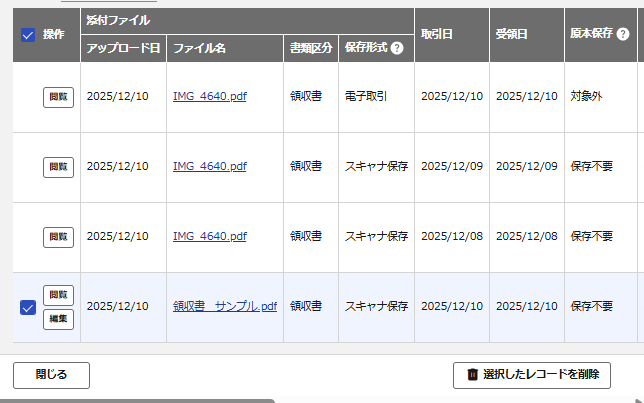 操作 添付ファイル 取引日 受領日 原本保存 ?
アップロード日 ファイル名 書類区分 保存形式 ?
閲覧 2025/12/10 IMG_4640.pdf 領収書 電子取引 2025/12/10 2025/12/10 対象外
閲覧 2025/12/10 IMG_4640.pdf 領収書 スキャナ保存 2025/12/09 2025/12/09 保存不要
閲覧 2025/12/10 IMG_4640.pdf 領収書 スキャナ保存 2025/12/08 2025/12/08 保存不要
閲覧 2025/12/10 領収書　サンプル.pdf 領収書 スキャナ保存 2025/12/10 2025/12/10 保存不要
編集
閉じる 選択したレコードを削除